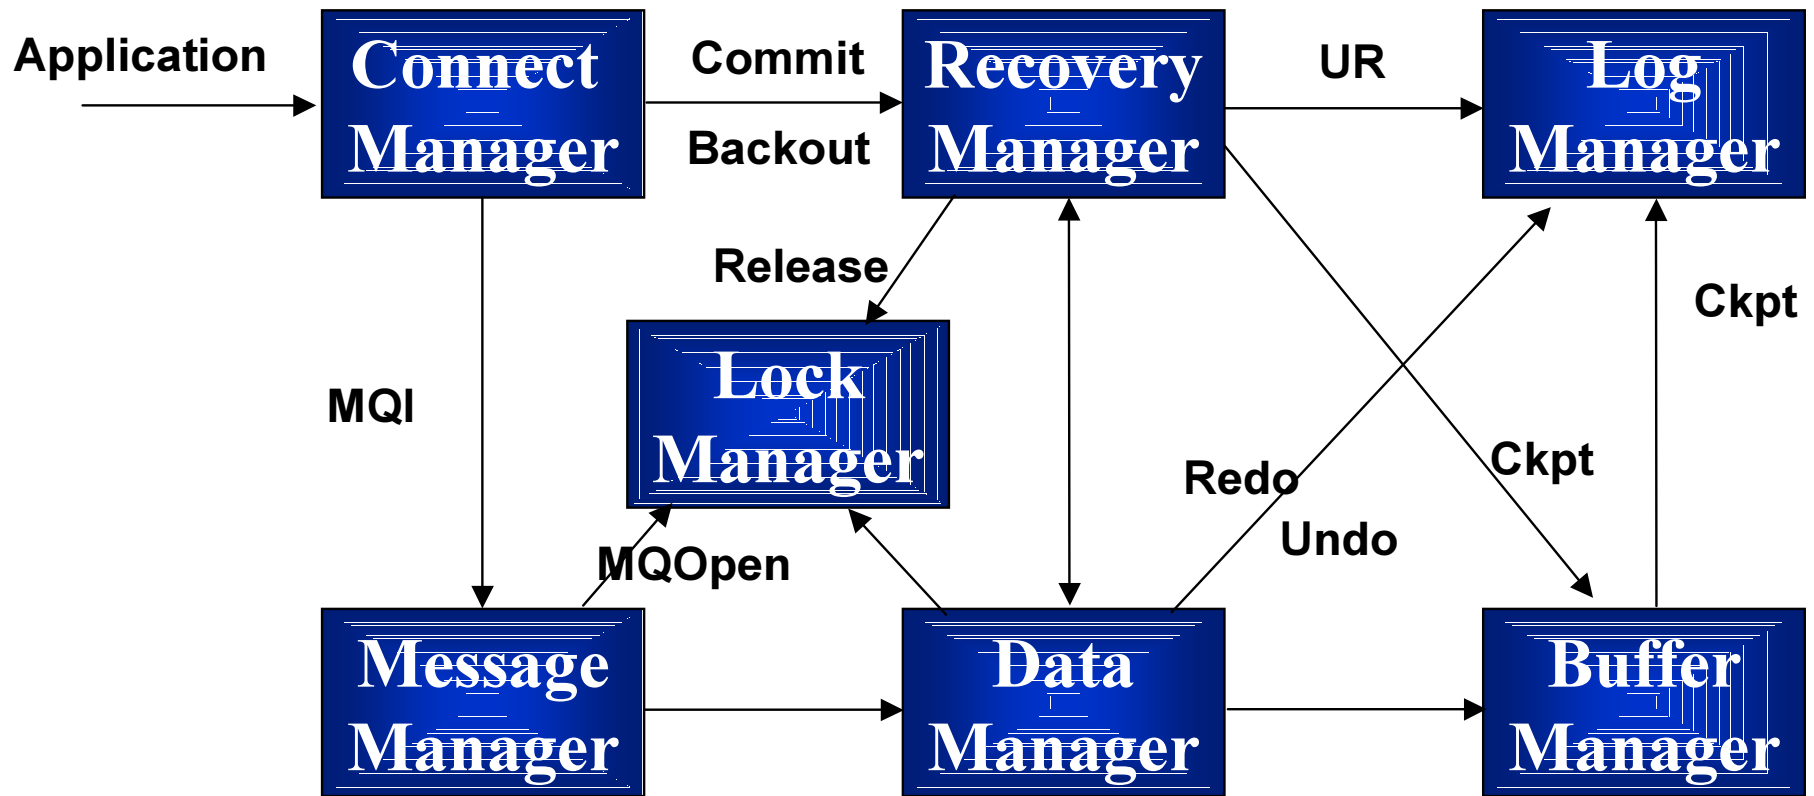 Application
Connect
Manager
Commit
Backout
Recovery
Manager
UR
Log
Manager
Release
Ckpt
MQI
Lock
Manager
Redo
Ckpt
Undo
MQOpen
Message
Manager
Data
Manager
Buffer
Manager